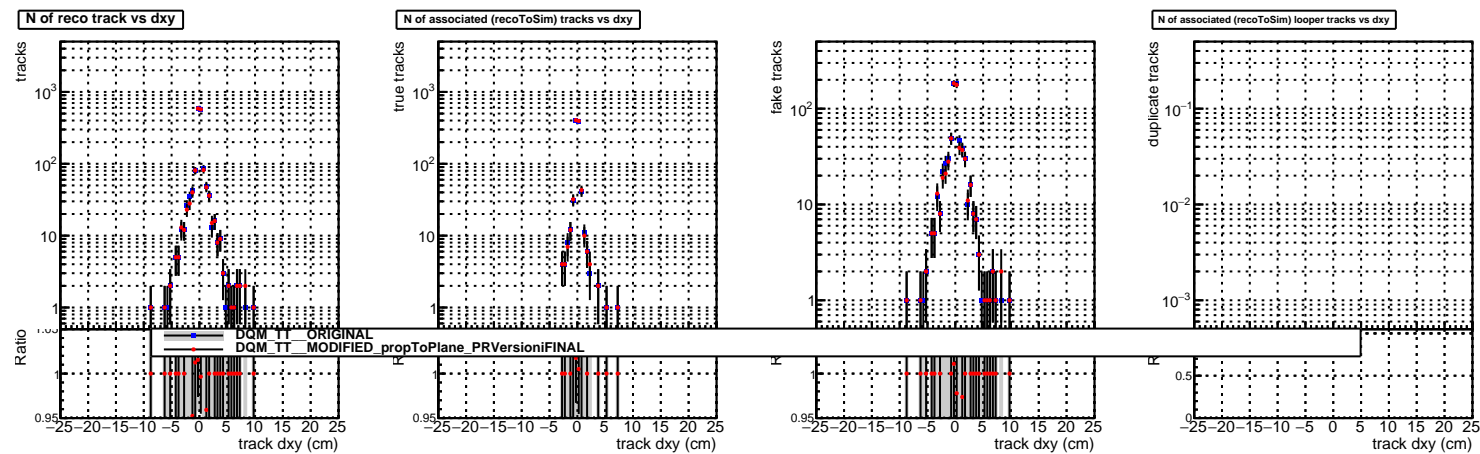 N of reco track vs dxy
tracks
10³
10²
10
1
Ratio
1.05
1
0.95
−25 −20 −15 −10 −5 0 5 10 15 20 25
track dxy (cm)
N of associated (recoToSim) tracks vs dxy
true tracks
10³
10²
10
1
1
0.95
−25 −20 −15 −10 −5 0 5 10 15 20 25
track dxy (cm)
fake tracks
10²
10
1
1
0.95
−25 −20 −15 −10 −5 0 5 10 15 20 25
track dxy (cm)
N of associated (recoToSim) looper tracks vs dxy
duplicate tracks
10⁻¹
10⁻²
10⁻³
0.5
0
−25 −20 −15 −10 −5 0 5 10 15 20 25
track dxy (cm)
DQM_TT__ORIGINAL
DQM_TT__MODIFIED_propToPlane_PRVersioniFINAL